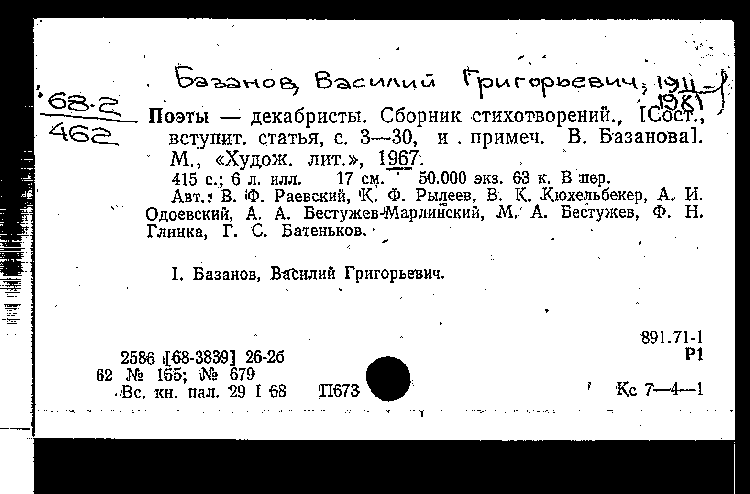 Базанов, Василий Григорьевич, 1911-
1981
68-2
462
Поэты — декабристы. Сборник стихотворений., [Сост.,
вступит. статья, с. 3—30, и примеч. В. Базанова].
М., «Худож. лит.», 1967.
415 с.; 6 л. илл. 17 см. 50.000 экз. 63 к. В пер.
Авт.: В. Ф. Раевский, К. Ф. Рылеев, В. К. Кюхельбекер, А. И.
Одоевский, А. А. Бестужев-Марлинский, М. А. Бестужев, Ф. Н.
Глинка, Г. С. Батеньков.
I. Базанов, Василий Григорьевич.
891.71-1
2586 [68-3839] 26-2б Р1
62 № 155; № 679
Вс. кн. пал. 29 I 68 П673 Кс 7—4—1